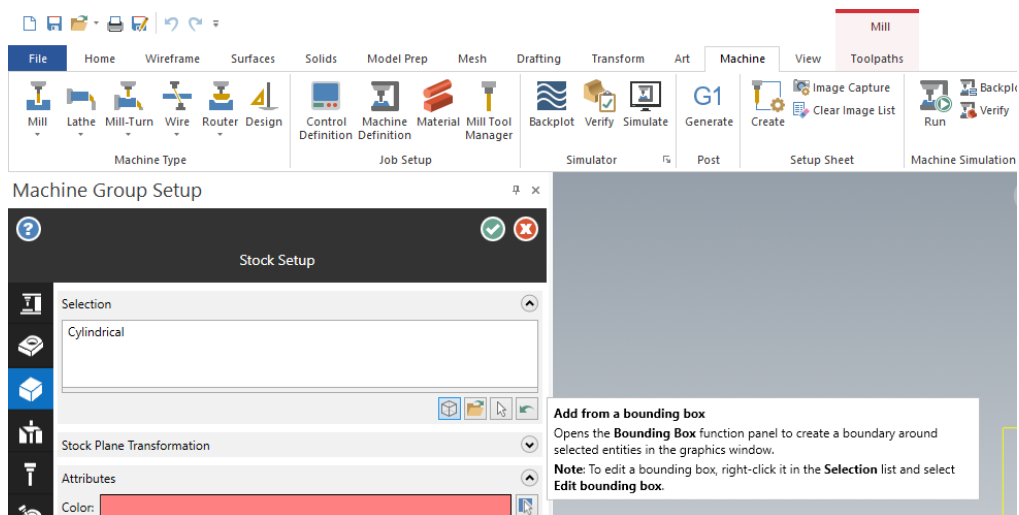 Mill
File Home Wireframe Surfaces Solids Model Prep Mesh Drafting Transform Art Machine View Toolpaths
Mill Lathe Mill-Turn Wire Router Design Control Definition Machine Definition Material Mill Tool Manager Backplot Verify Simulate G1 Generate Create Image Capture Clear Image List Run Backplo Verify
Machine Type Job Setup Simulator Post Setup Sheet Machine Simulation
Machine Group Setup
Stock Setup
Selection
Cylindrical
Add from a bounding box
Opens the Bounding Box function panel to create a boundary around
selected entities in the graphics window.
Note: To edit a bounding box, right-click it in the Selection list and select
Edit bounding box.
Stock Plane Transformation
Attributes
Color: